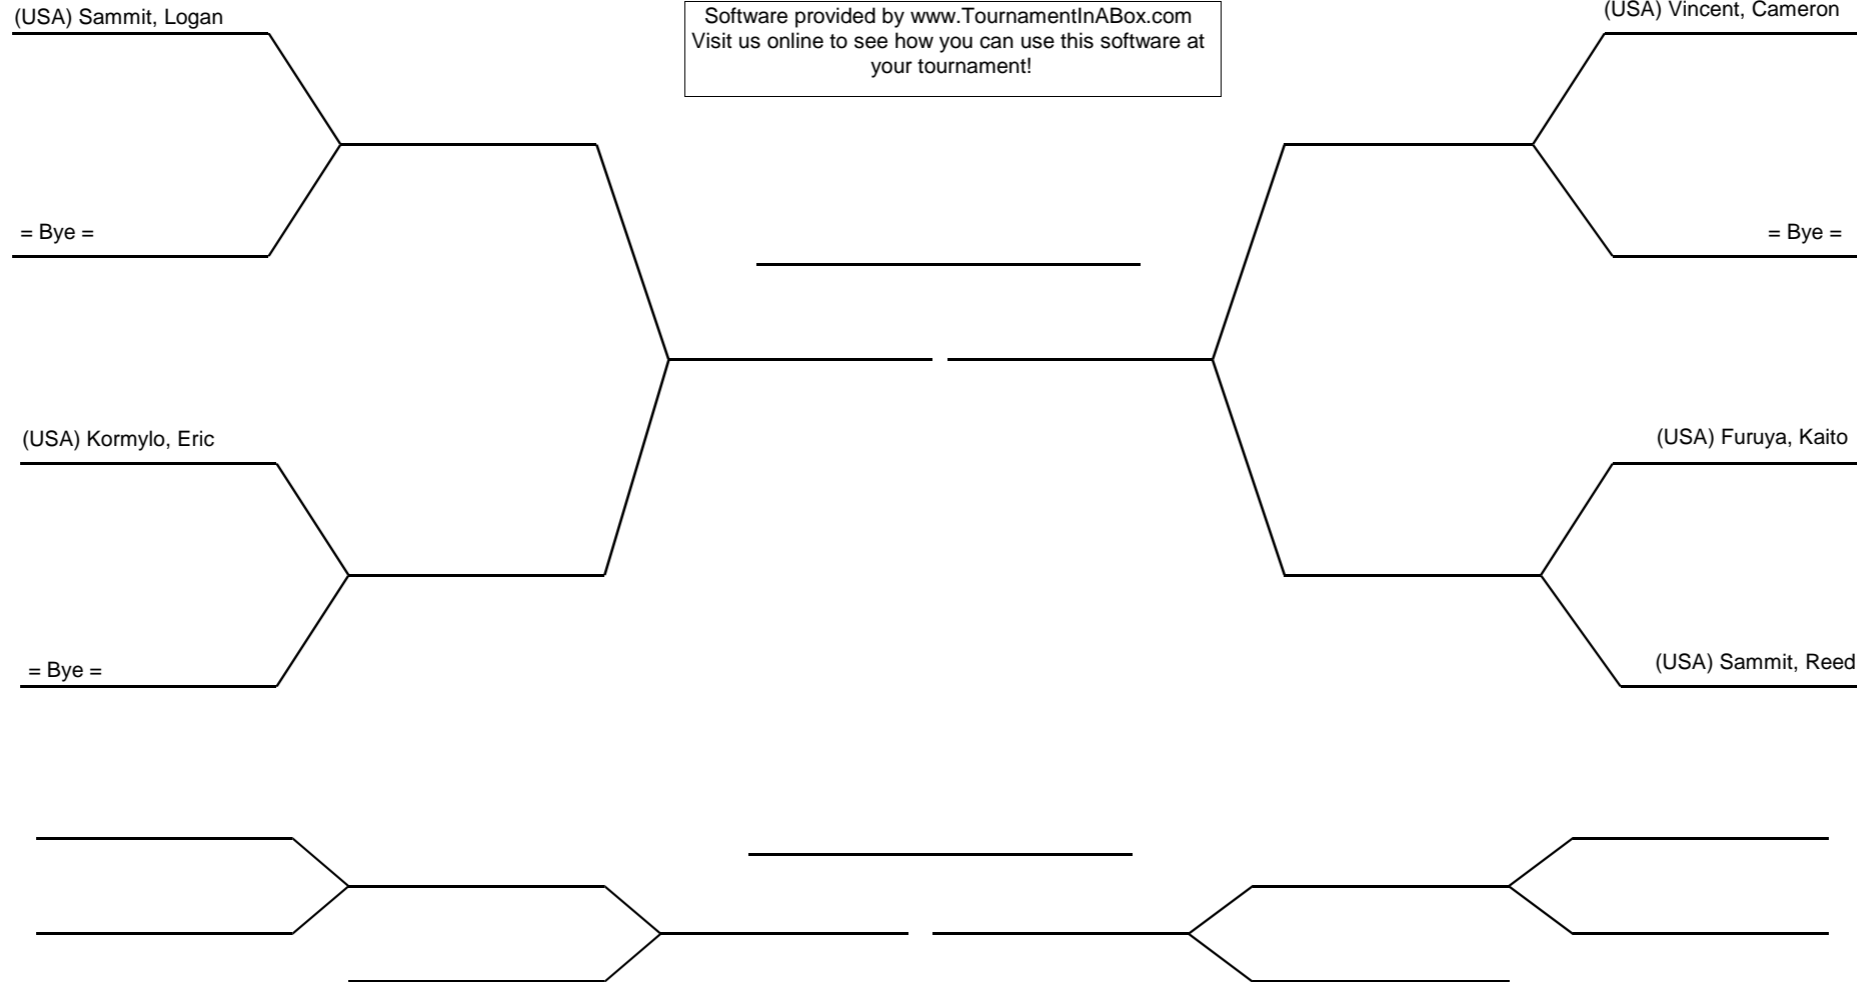 (USA) Sammit, Logan
Software provided by www.TournamentInABox.com
Visit us online to see how you can use this software at
your tournament!
(USA) Vincent, Cameron
= Bye =
= Bye =
(USA) Kormylo, Eric
(USA) Furuya, Kaito
= Bye =
(USA) Sammit, Reed